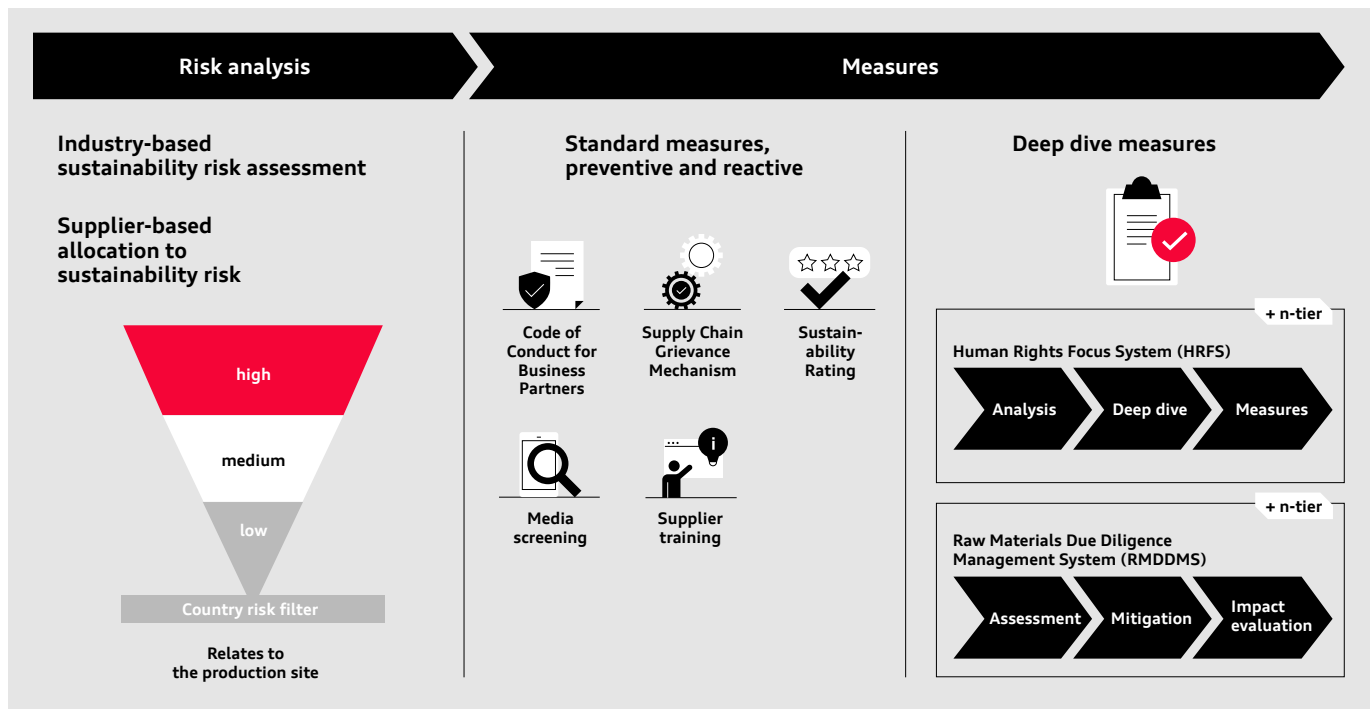 Risk analysis
Measures
Industry-based
sustainability risk assessment
Supplier-based
allocation to
sustainability risk
high
medium
low
Country risk filter
Relates to
the production site
Standard measures,
preventive and reactive
Code of
Conduct for
Business
Partners
Supply Chain
Grievance
Mechanism
Sustain-
ability
Rating
i
Media
screening
Supplier
training
Deep dive measures
+ n-tier
Human Rights Focus System (HRFS)
Analysis
Deep dive
Measures
+ n-tier
Raw Materials Due Diligence
Management System (RMDDMS)
Assessment
Mitigation
Impact
evaluation